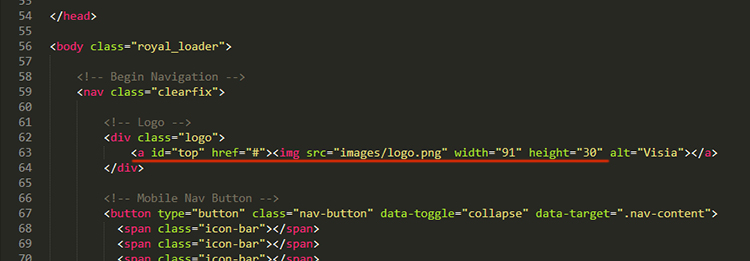 53
54 </head>
55
56 <body class="royal_loader">
57
58 <!-- Begin Navigation -->
59 <nav class="clearfix">
60
61 <!-- Logo -->
62 <div class="logo">
63 <a id="top" href="#"><img src="images/logo.png" width="91" height="30" alt="Visia"></a>
64 </div>
65
66 <!-- Mobile Nav Button -->
67 <button type="button" class="nav-button" data-toggle="collapse" data-target=".nav-content">
68 <span class="icon-bar"></span>
69 <span class="icon-bar"></span>
70 <span class="icon-bar"></span>